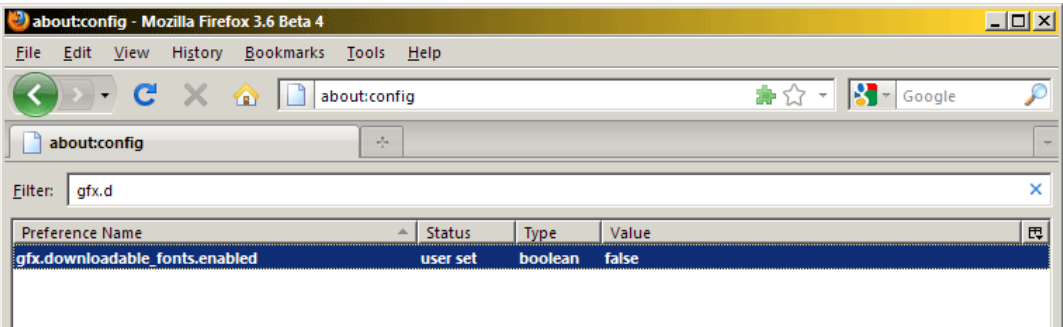 about:config - Mozilla Firefox 3.6 Beta 4
File Edit View History Bookmarks Tools Help
about:config Google
about:config
Filter: gfx.d
Preference Name Status Type Value
gfx.downloadable_fonts.enabled user set boolean false